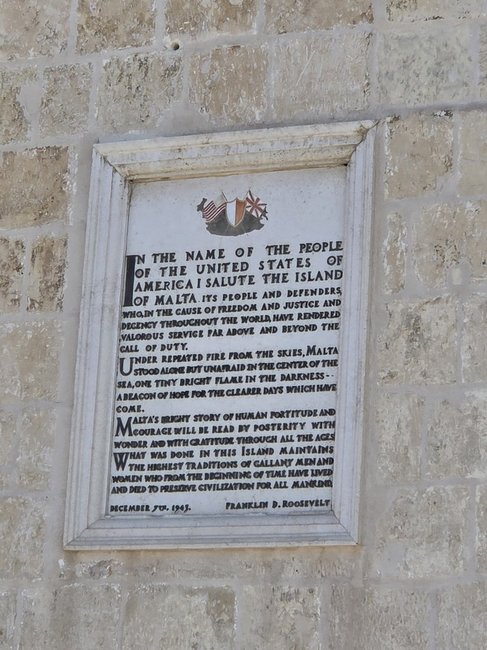 IN THE NAME OF THE PEOPLE
OF THE UNITED STATES OF
AMERICA I SALUTE THE ISLAND
OF MALTA, ITS PEOPLE AND DEFENDERS,
WHO, IN THE CAUSE OF FREEDOM AND JUSTICE AND
DECENCY THROUGHOUT THE WORLD, HAVE RENDERED
VALOROUS SERVICE FAR ABOVE AND BEYOND THE
CALL OF DUTY.
UNDER REPEATED FIRE FROM THE SKIES, MALTA
STOOD ALONE BUT UNAFRAID IN THE CENTER OF THE
SEA, ONE TINY BRIGHT FLAME IN THE DARKNESS--
A BEACON OF HOPE FOR THE CLEARER DAYS WHICH HAVE
COME.
MALTA'S BRIGHT STORY OF HUMAN FORTITUDE AND
COURAGE WILL BE READ BY POSTERITY WITH
WONDER AND WITH GRATITUDE THROUGH ALL THE AGES
WHAT WAS DONE IN THIS ISLAND MAINTAINS
THE HIGHEST TRADITIONS OF GALLANT MEN AND
WOMEN WHO FROM THE BEGINNING OF TIME HAVE LIVED
AND DIED TO PRESERVE CIVILIZATION FOR ALL MANKIND.
DECEMBER 7TH. 1943. FRANKLIN D. ROOSEVELT